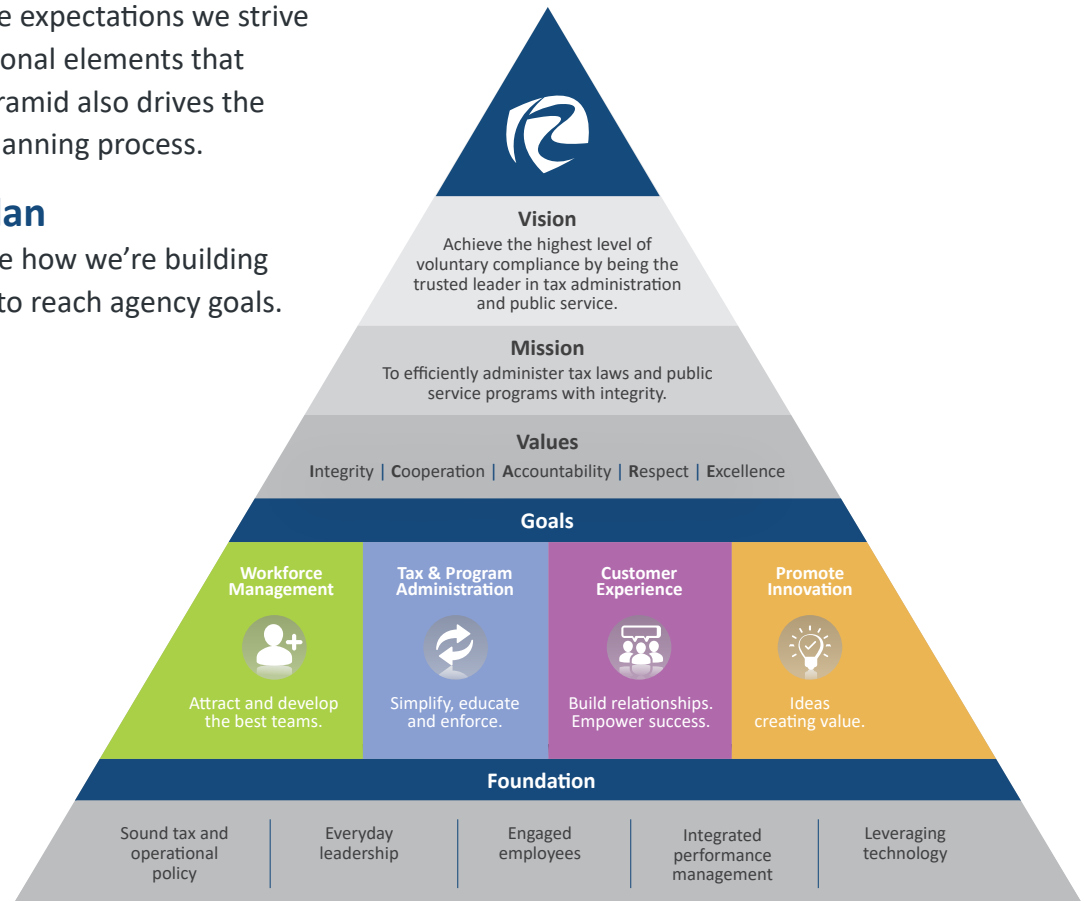 e expectations we strive
ional elements that
ramid also drives the
lanning process.
lan
e how we're building
to reach agency goals.
Vision
Achieve the highest level of
voluntary compliance by being the
trusted leader in tax administration
and public service.
Mission
To efficiently administer tax laws and public
service programs with integrity.
Values
Integrity | Cooperation | Accountability | Respect | Excellence
Goals
Workforce
Management
Attract and develop
the best teams.
Tax & Program
Administration
Simplify, educate
and enforce.
Customer
Experience
Build relationships.
Empower success.
Promote
Innovation
Ideas
creating value.
Foundation
Sound tax and
operational
policy
Everyday
leadership
Engaged
employees
Integrated
performance
management
Leveraging
technology